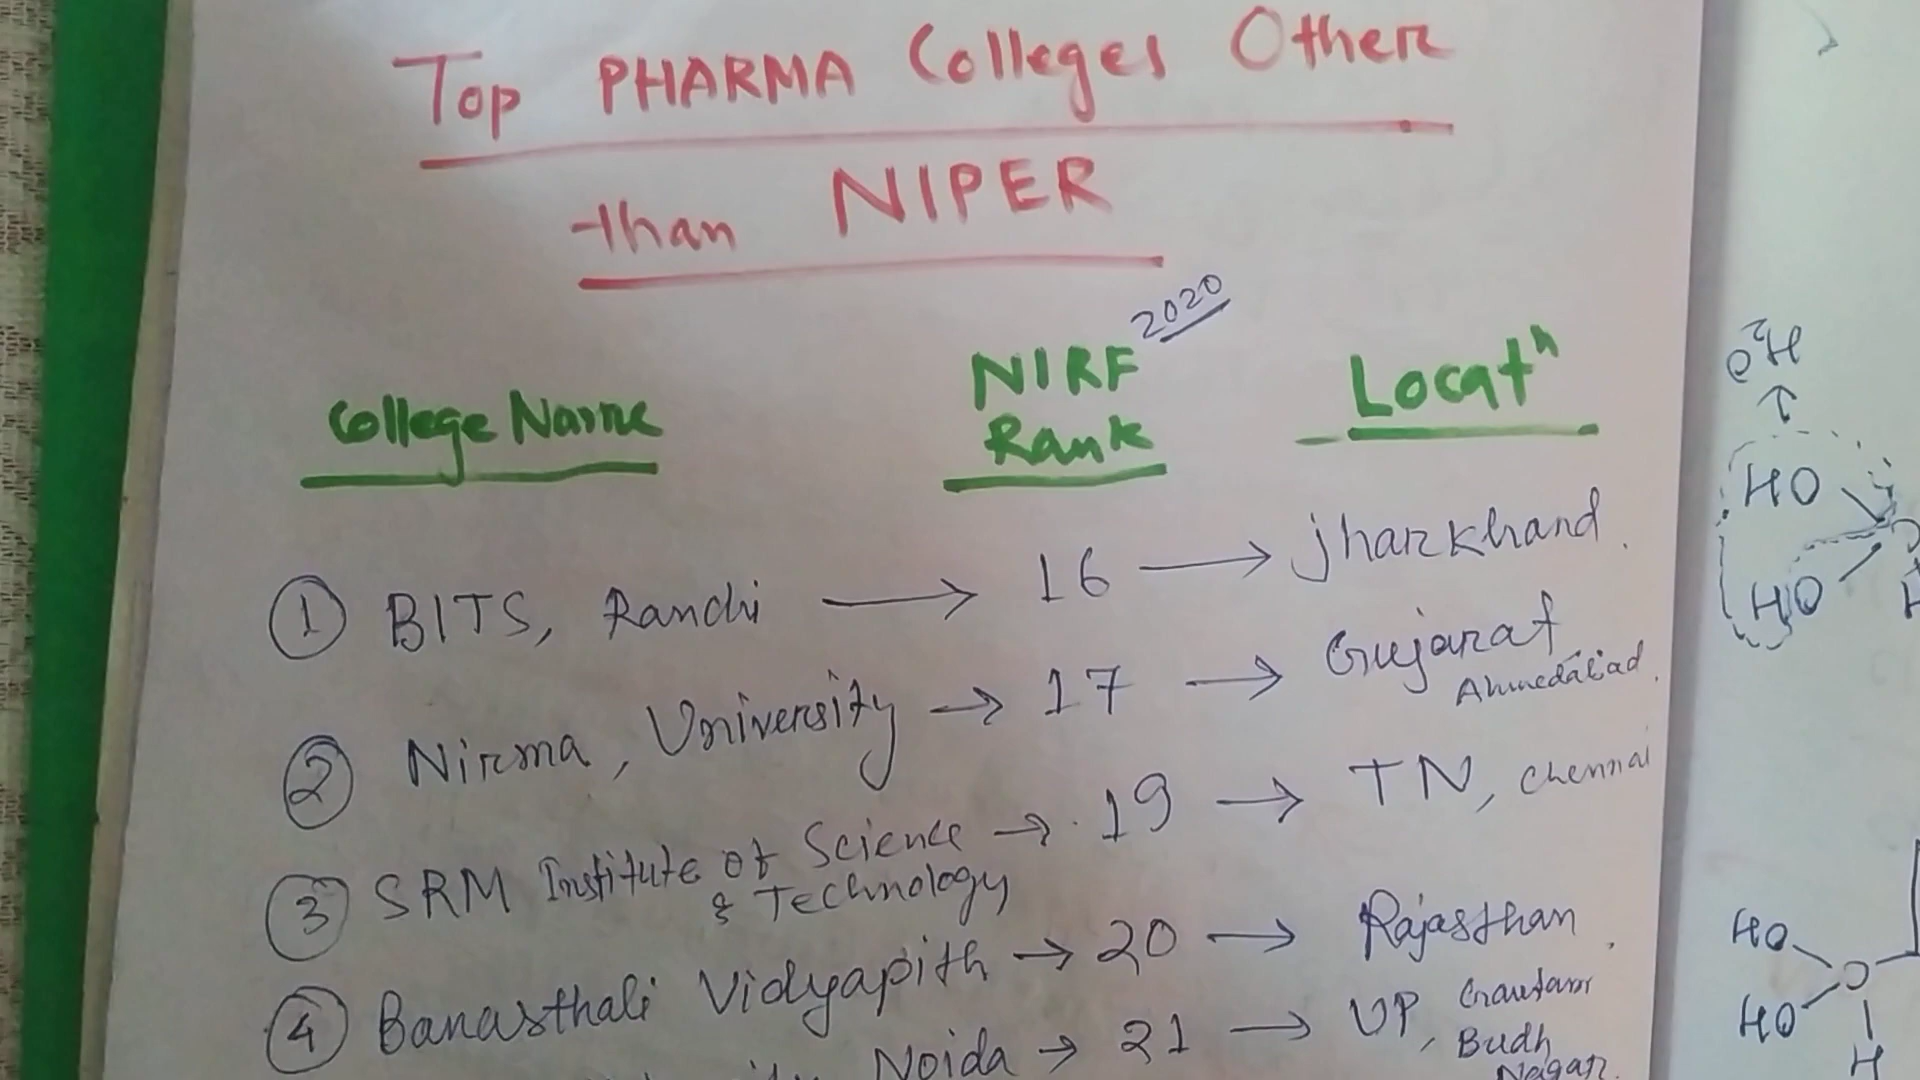 Top PHARMA Colleges Other
than NIPER
College Name NIRF Rank 2020 Locatⁿ
① BITS, Ranchi → 16 → Jharkhand.
② Nirma, University → 17 → Gujarat Ahmedabad.
③ SRM Institute of Science & Technology → 19 → TN, Chennai
④ Banasthali Vidyapith → 20 → Rajasthan.
Noida → 21 → UP, Gautam Budh Nagar.
H₂O
HO
HO
HO
HO
H